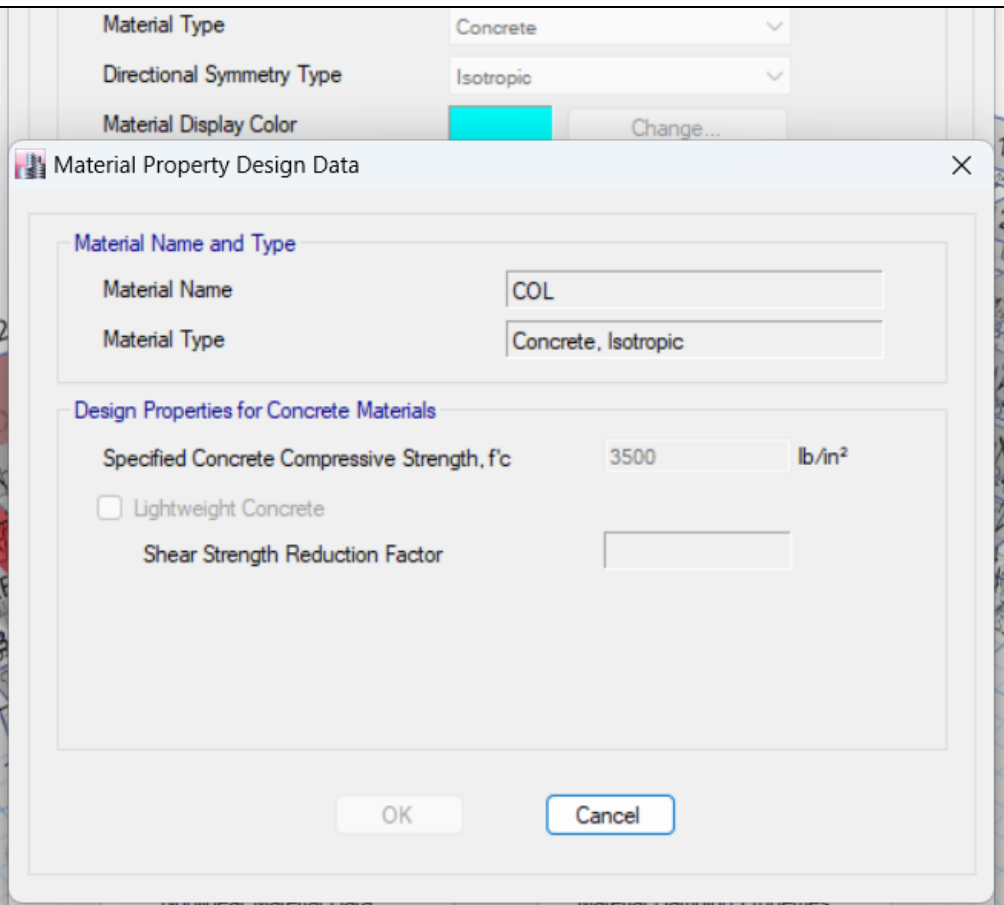 Material Type Concrete
Directional Symmetry Type Isotropic
Material Display Color Change...
Material Property Design Data
Material Name and Type
Material Name COL
Material Type Concrete, Isotropic
Design Properties for Concrete Materials
Specified Concrete Compressive Strength, f'c 3500 lb/in²
Lightweight Concrete
Shear Strength Reduction Factor
OK Cancel